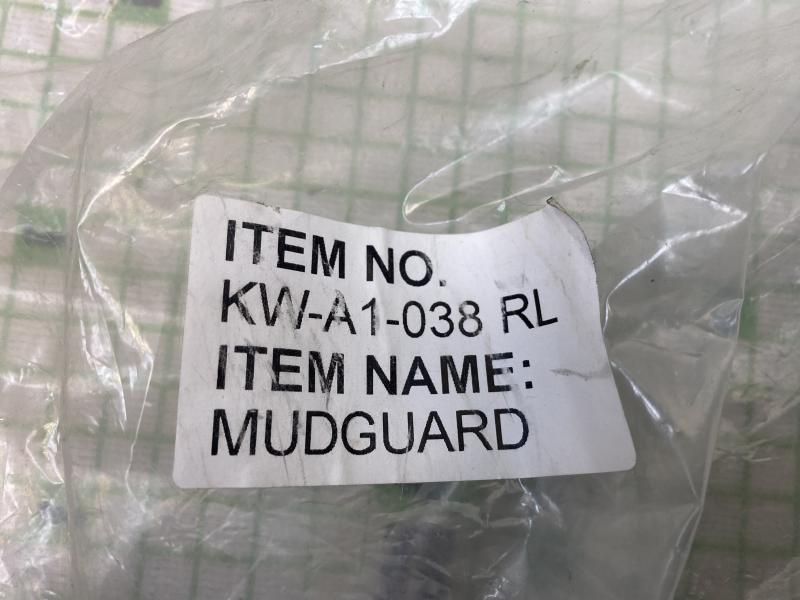 ITEM NO.
KW-A1-038 RL
ITEM NAME:
MUDGUARD